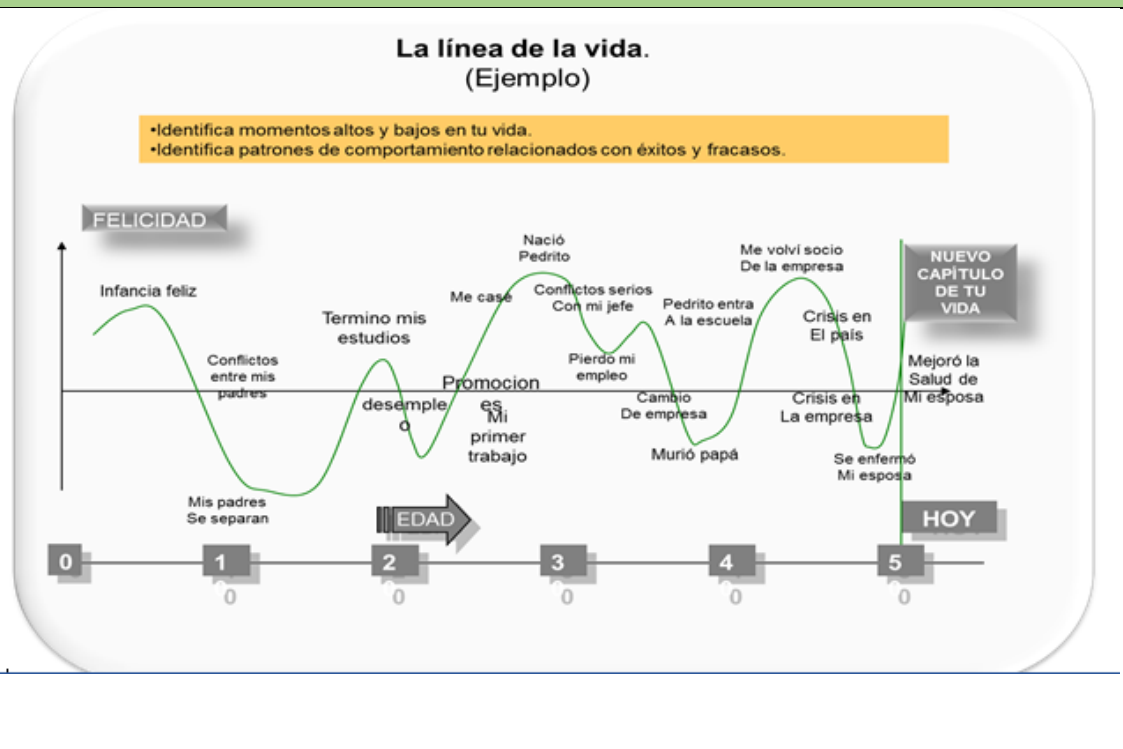 La línea de la vida.
(Ejemplo)
•Identifica momentos altos y bajos en tu vida.
•Identifica patrones de comportamiento relacionados con éxitos y fracasos.
FELICIDAD
Infancia feliz
Conflictos
entre mis
padres
Mis padres
Se separan
Termino mis
estudios
desemple
o
Me casé
Promocion
es
Mi
primer
trabajo
Nació
Pedrito
Conflictos serios
Con mi jefe
Pierdo mi
empleo
Pedrito entra
A la escuela
Cambio
De empresa
Murió papá
Me volví socio
De la empresa
Crisis en
El país
Crisis en
La empresa
Se enfermó
Mi esposa
NUEVO
CAPÍTULO
DE TU
VIDA
Mejoró la
Salud de
Mi esposa
EDAD
HOY
0
1
0
2
0
3
0
4
0
5
0